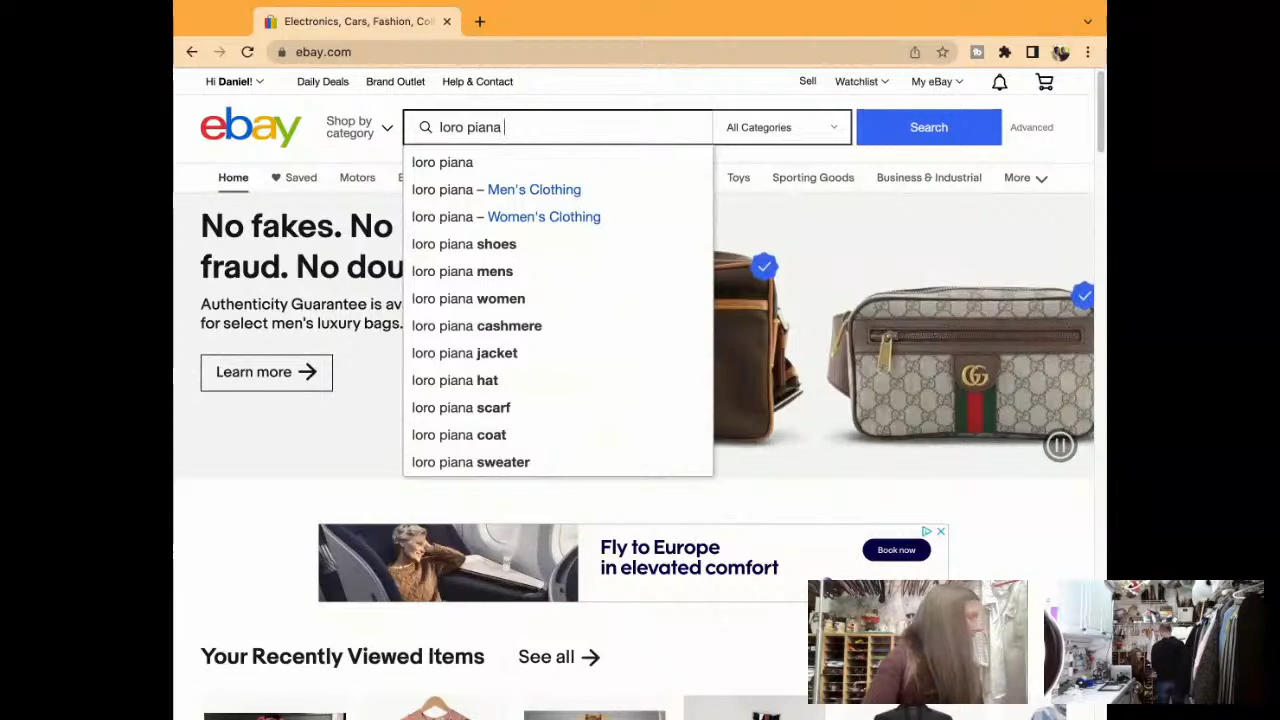 Electronics, Cars, Fashion, Coll
ebay.com
Hi Daniel!
Daily Deals
Brand Outlet
Help & Contact
Sell
Watchlist
My eBay
ebay
Shop by
category
loro piana
All Categories
Search
Advanced
Home
Saved
Motors
E
Toys
Sporting Goods
Business & Industrial
More
loro piana
loro piana – Men's Clothing
loro piana – Women's Clothing
loro piana shoes
loro piana mens
loro piana women
loro piana cashmere
loro piana jacket
loro piana hat
loro piana scarf
loro piana coat
loro piana sweater
No fakes. No
fraud. No dou
Authenticity Guarantee is ava
for select men's luxury bags.
Learn more
GG
Fly to Europe
in elevated comfort
Book now
Your Recently Viewed Items
See all